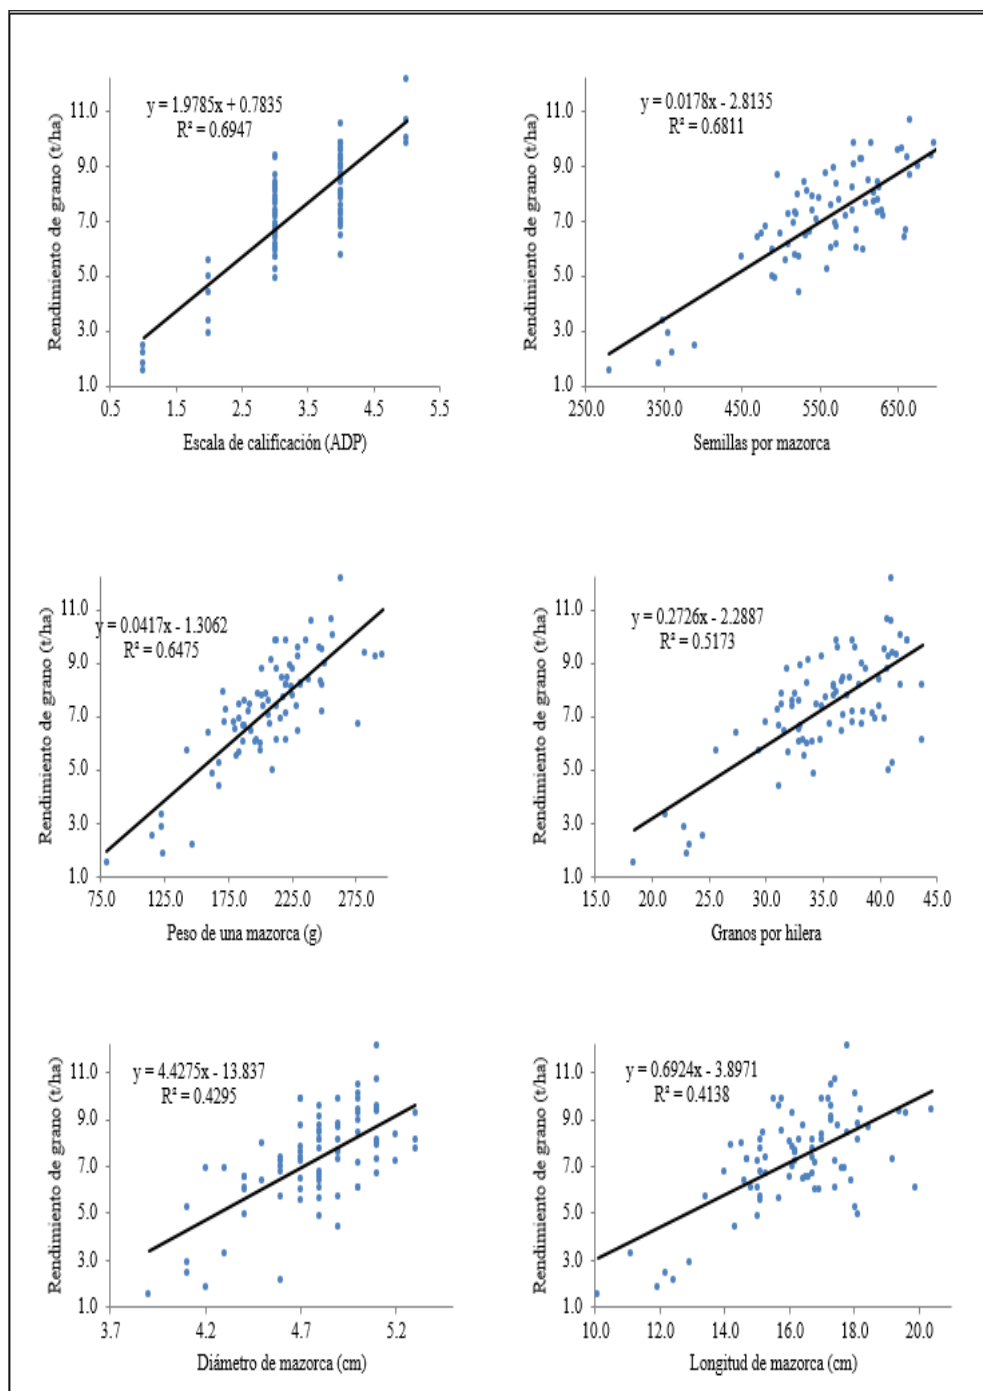 y = 1.9785x + 0.7835
R² = 0.6947
Rendimiento de grano (t/ha)
11.0
9.0
7.0
5.0
3.0
1.0
0.5 1.5 2.5 3.5 4.5 5.5
Escala de calificación (ADP)
y = 0.0178x - 2.8135
R² = 0.6811
Rendimiento de grano (t/ha)
11.0
9.0
7.0
5.0
3.0
1.0
250.0 350.0 450.0 550.0 650.0
Semillas por mazorca
y = 0.0417x - 1.3062
R² = 0.6475
Rendimiento de grano (t/ha)
11.0
9.0
7.0
5.0
3.0
1.0
75.0 125.0 175.0 225.0 275.0
Peso de una mazorca (g)
y = 0.2726x - 2.2887
R² = 0.5173
Rendimiento de grano (t/ha)
11.0
9.0
7.0
5.0
3.0
1.0
15.0 20.0 25.0 30.0 35.0 40.0 45.0
Granos por hilera
y = 4.4275x - 13.837
R² = 0.4295
Rendimiento de grano (t/ha)
11.0
9.0
7.0
5.0
3.0
1.0
3.7 4.2 4.7 5.2
Diámetro de mazorca (cm)
y = 0.6924x - 3.8971
R² = 0.4138
Rendimiento de grano (t/ha)
11.0
9.0
7.0
5.0
3.0
1.0
10.0 12.0 14.0 16.0 18.0 20.0
Longitud de mazorca (cm)